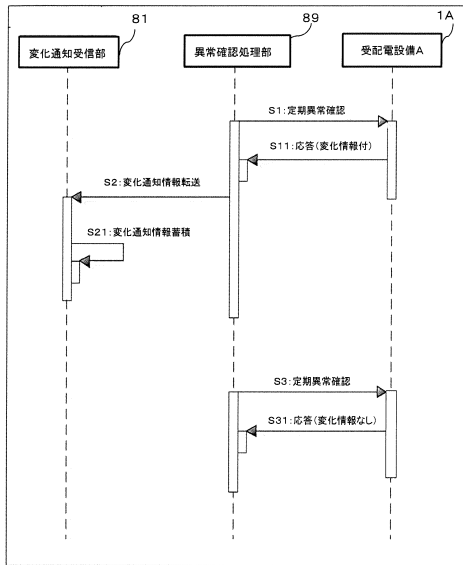 81
89
1A
変化通知受信部
異常確認処理部
受配電設備A
S1:定期異常確認
S11:応答(変化情報付)
S2:変化通知情報転送
S21:変化通知情報蓄積
S3:定期異常確認
S31:応答(変化情報なし)